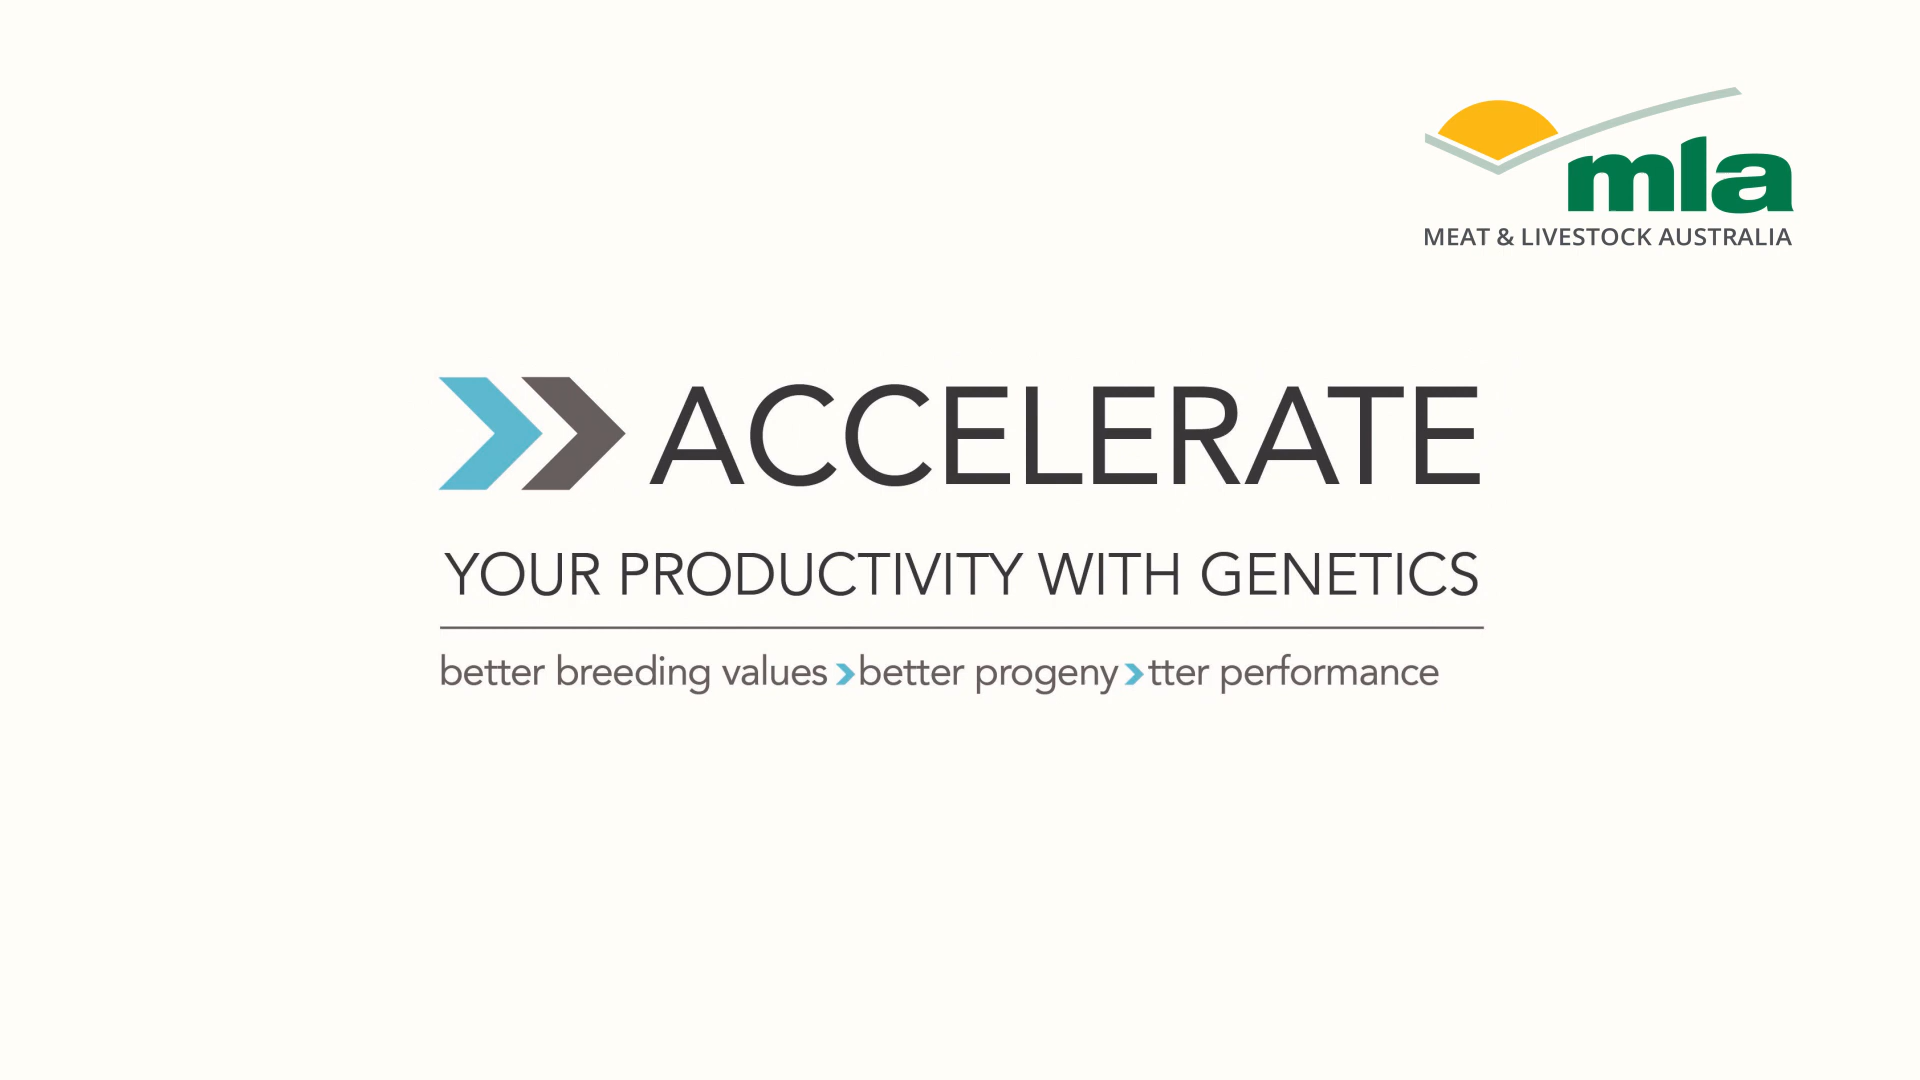 mla
MEAT & LIVESTOCK AUSTRALIA
ACCELERATE
YOUR PRODUCTIVITY WITH GENETICS
better breeding values > better progeny > tter performance